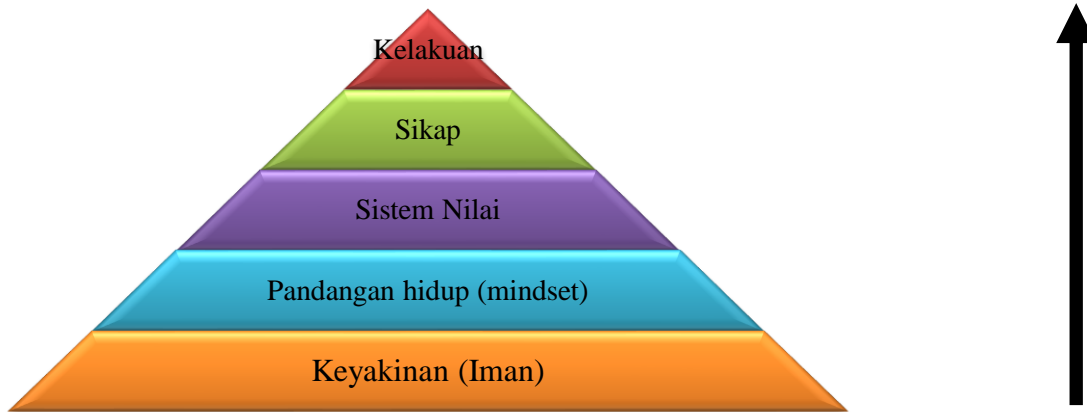 Kelakuan
Sikap
Sistem Nilai
Pandangan hidup (mindset)
Keyakinan (Iman)